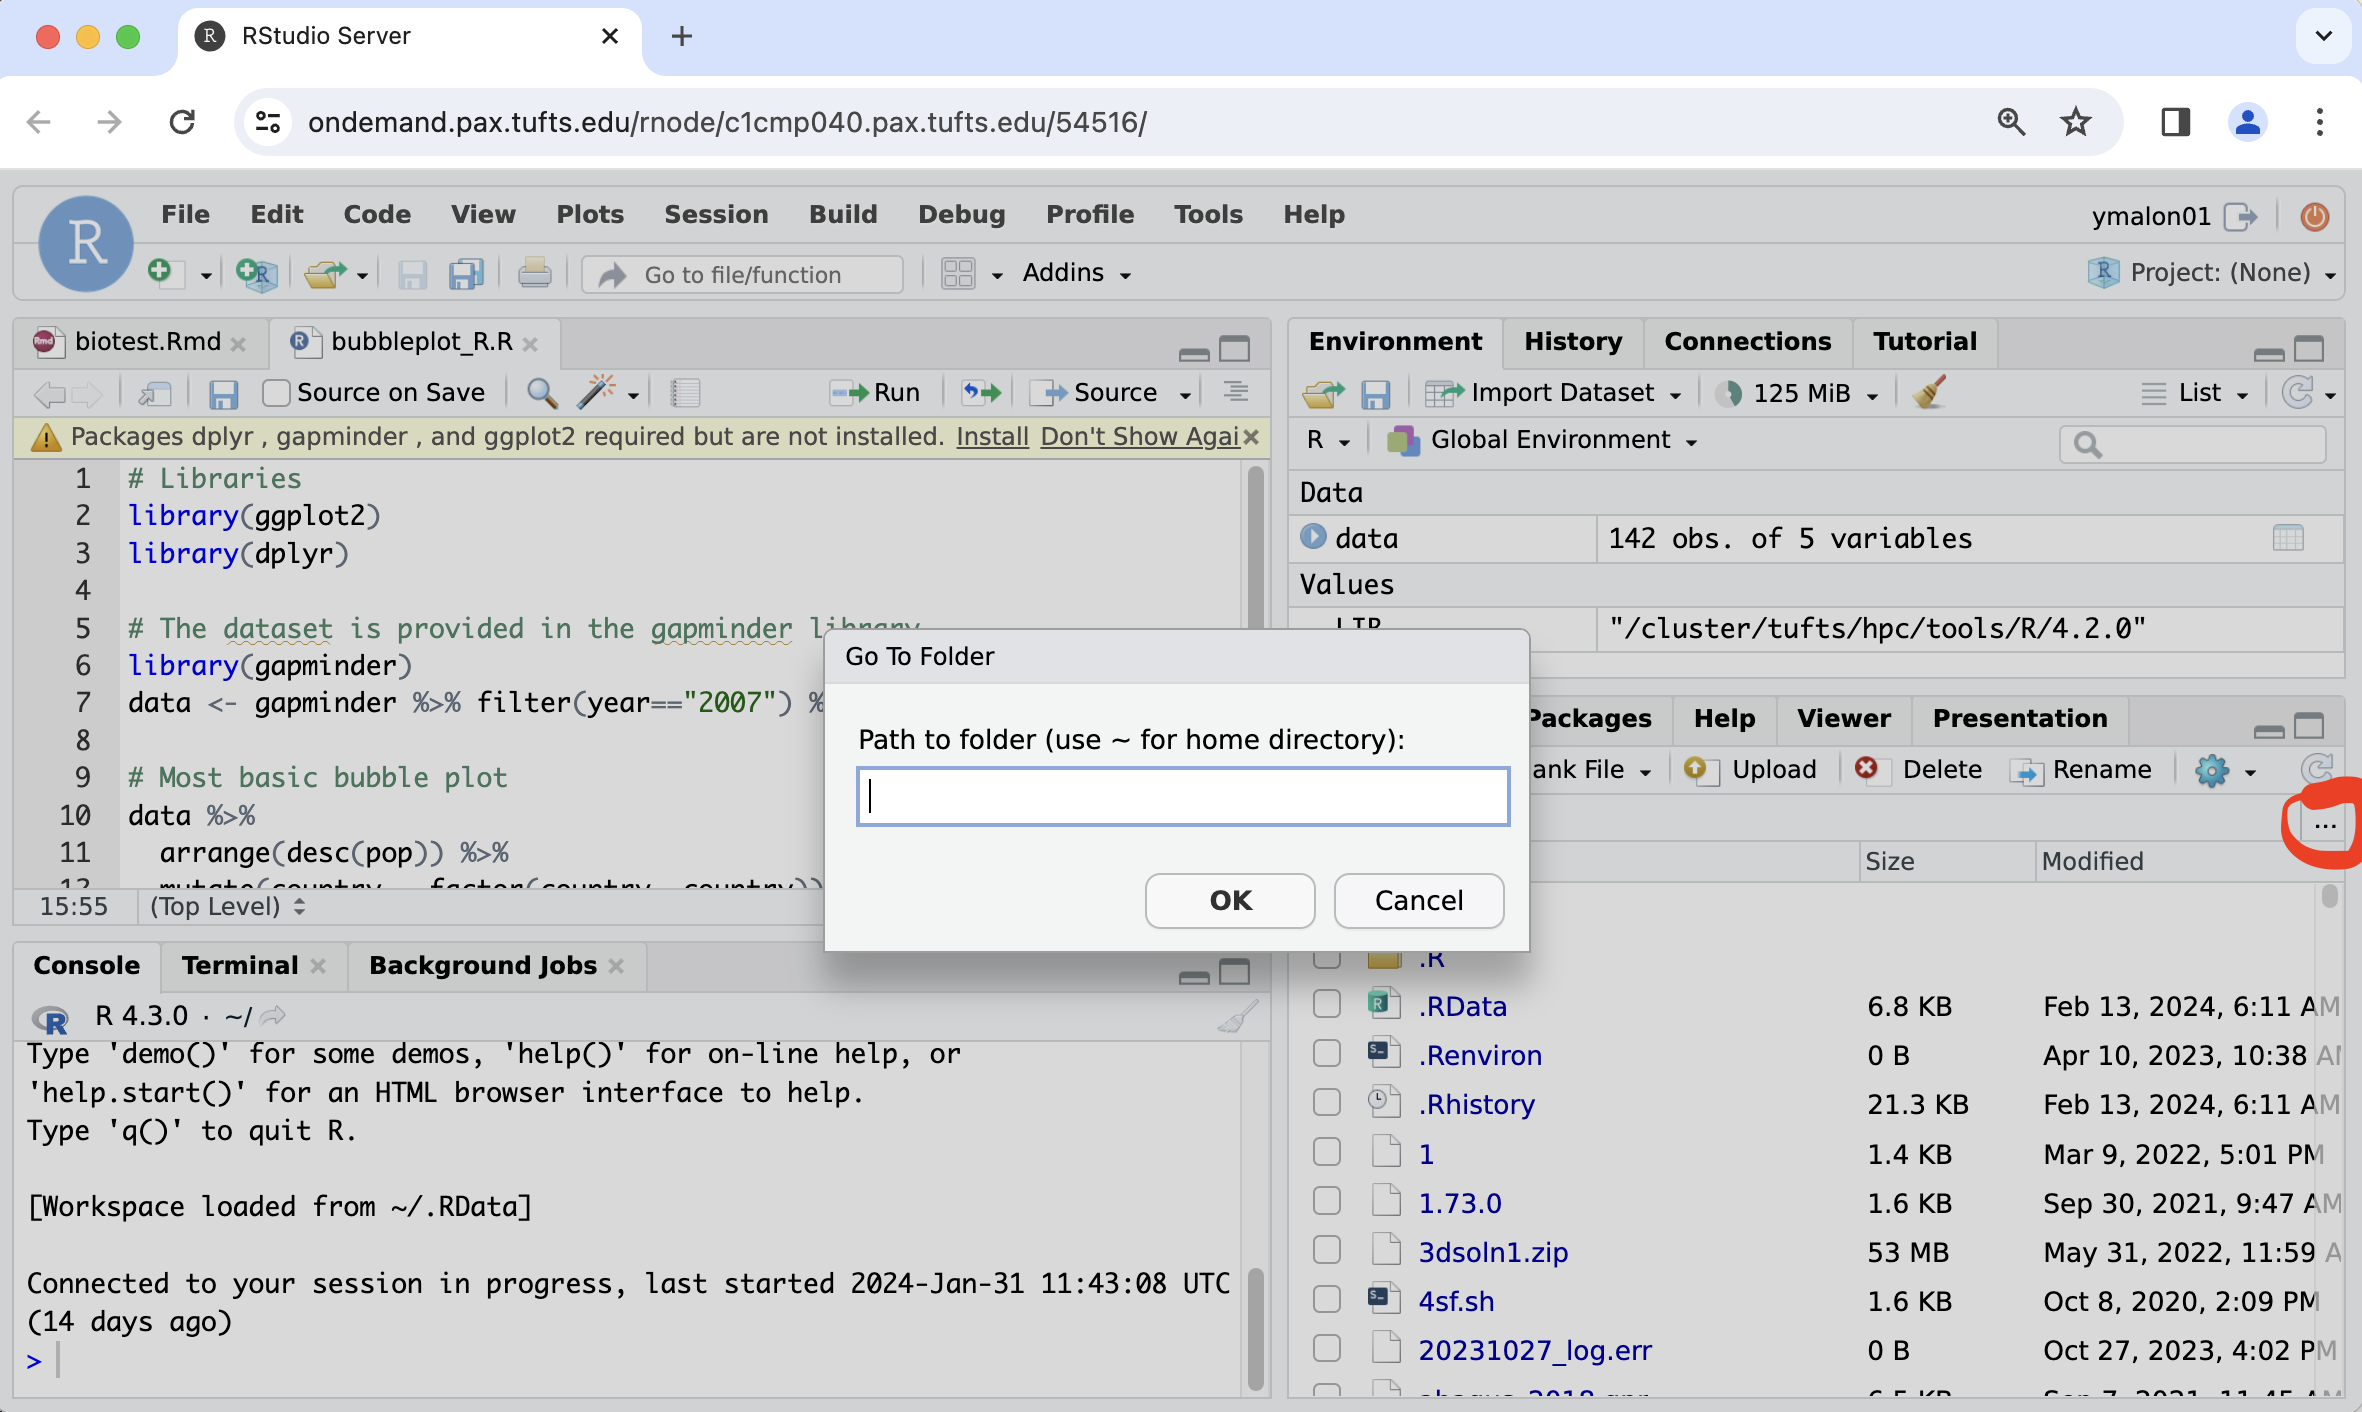 RStudio Server
ondemand.pax.tufts.edu/rnode/c1cmp040.pax.tufts.edu/54516/
File Edit Code View Plots Session Build Debug Profile Tools Help
ymalon01
Go to file/function
Addins
Project: (None)
biotest.Rmd
bubbleplot_R.R
Source on Save
Run
Source
Packages dplyr , gapminder , and ggplot2 required but are not installed. Install Don't Show Agai
1 # Libraries
2 library(ggplot2)
3 library(dplyr)
4
5 # The dataset is provided in the gapminder library
6 library(gapminder)
7 data <- gapminder %>% filter(year=="2007") %
8
9 # Most basic bubble plot
10 data %>%
11 arrange(desc(pop)) %>%
12 mutate(country factor(country, country))
15:55 (Top Level)
Environment History Connections Tutorial
Import Dataset
125 MiB
List
R
Global Environment
Data
data 142 obs. of 5 variables
Values
LIB "/cluster/tufts/hpc/tools/R/4.2.0"
Go To Folder
Path to folder (use ~ for home directory):
OK
Cancel
Packages Help Viewer Presentation
ank File
Upload
Delete
Rename
...
Size Modified
.R
.RData 6.8 KB Feb 13, 2024, 6:11 AM
.Renviron 0 B Apr 10, 2023, 10:38 AM
.Rhistory 21.3 KB Feb 13, 2024, 6:11 AM
1 1.4 KB Mar 9, 2022, 5:01 PM
1.73.0 1.6 KB Sep 30, 2021, 9:47 AM
3dsoln1.zip 53 MB May 31, 2022, 11:59 A
4sf.sh 1.6 KB Oct 8, 2020, 2:09 PM
20231027_log.err 0 B Oct 27, 2023, 4:02 PM
Console Terminal Background Jobs
R 4.3.0 · ~/
Type 'demo()' for some demos, 'help()' for on-line help, or
'help.start()' for an HTML browser interface to help.
Type 'q()' to quit R.
[Workspace loaded from ~/.RData]
Connected to your session in progress, last started 2024-Jan-31 11:43:08 UTC
(14 days ago)
>